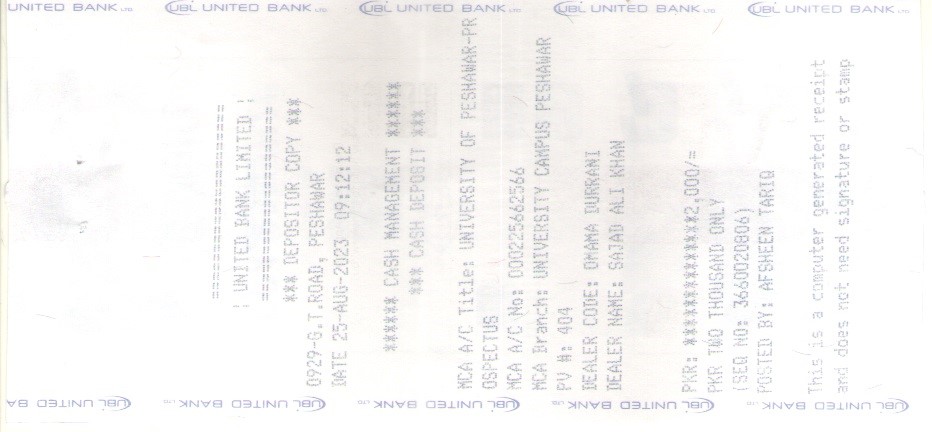 UNITED BANK LTD. UBL UNITED BANK LTD. UBL UNITED BANK LTD. UBL UNITED BANK LTD. UBL UNITED BANK LTD.
====================
: UNITED BANK LIMITED :
====================
*** DEPOSITOR COPY ***
0929-G.T.ROAD, PESHAWAR
DATE 25-AUG-2023 09:12:12
***** CASH MANAGEMENT ******
*** CASH DEPOSIT ***
MCA A/C Title: UNIVERSITY OF PESHAWAR-PR
OSPECTUS
MCA A/C No: 000225662566
MCA Branch: UNIVERSITY CAMPUS PESHAWAR
PV #: 404
DEALER CODE: OMAMA DURRANI
DEALER NAME: SAJAD ALI KHAN
PKR: **************2,000/=
PKR TWO THOUSAND ONLY
(SEQ NO: 3660020806)
POSTED BY: AFSHEEN TARIQ
This is a computer generated receipt
and does not need signature or stamp
UBL UNITED BANK LTD. UBL UNITED BANK LTD. UBL UNITED BANK LTD. UBL UNITED BANK LTD. UBL UNITED BA